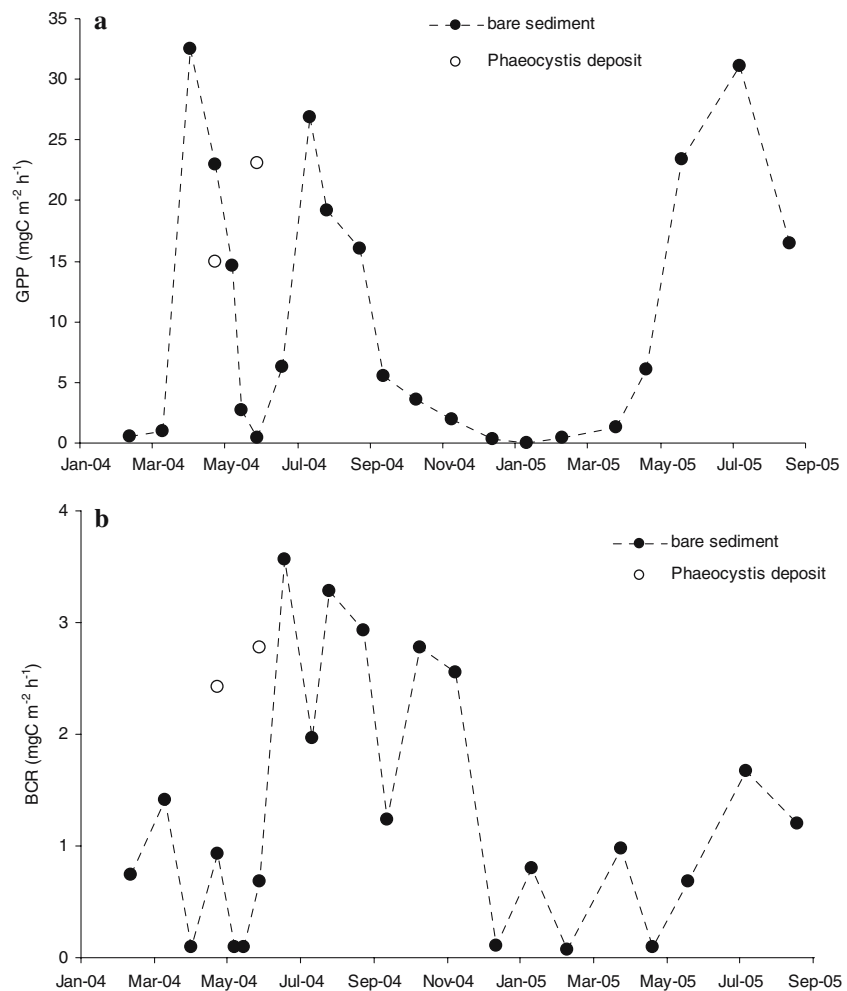 a
bare sediment
Phaeocystis deposit
35
30
25
20
15
10
5
0
GPP (mgC m⁻² h⁻¹)
Jan-04 Mar-04 May-04 Jul-04 Sep-04 Nov-04 Jan-05 Mar-05 May-05 Jul-05 Sep-05
b
bare sediment
Phaeocystis deposit
4
3
2
1
0
BCR (mgC m⁻² h⁻¹)
Jan-04 Mar-04 May-04 Jul-04 Sep-04 Nov-04 Jan-05 Mar-05 May-05 Jul-05 Sep-05